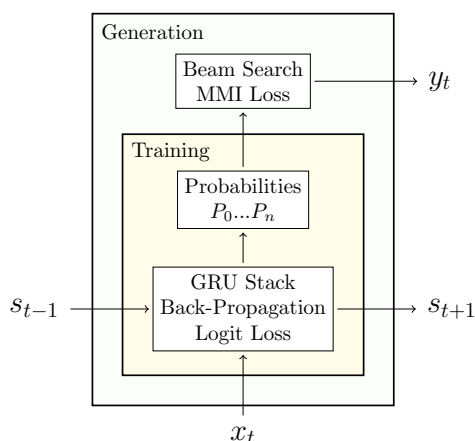 Generation
Beam Search
MMI Loss
y_t
Training
Probabilities
P_0...P_n
GRU Stack
Back-Propagation
Logit Loss
s_{t−1}
s_{t+1}
x_t